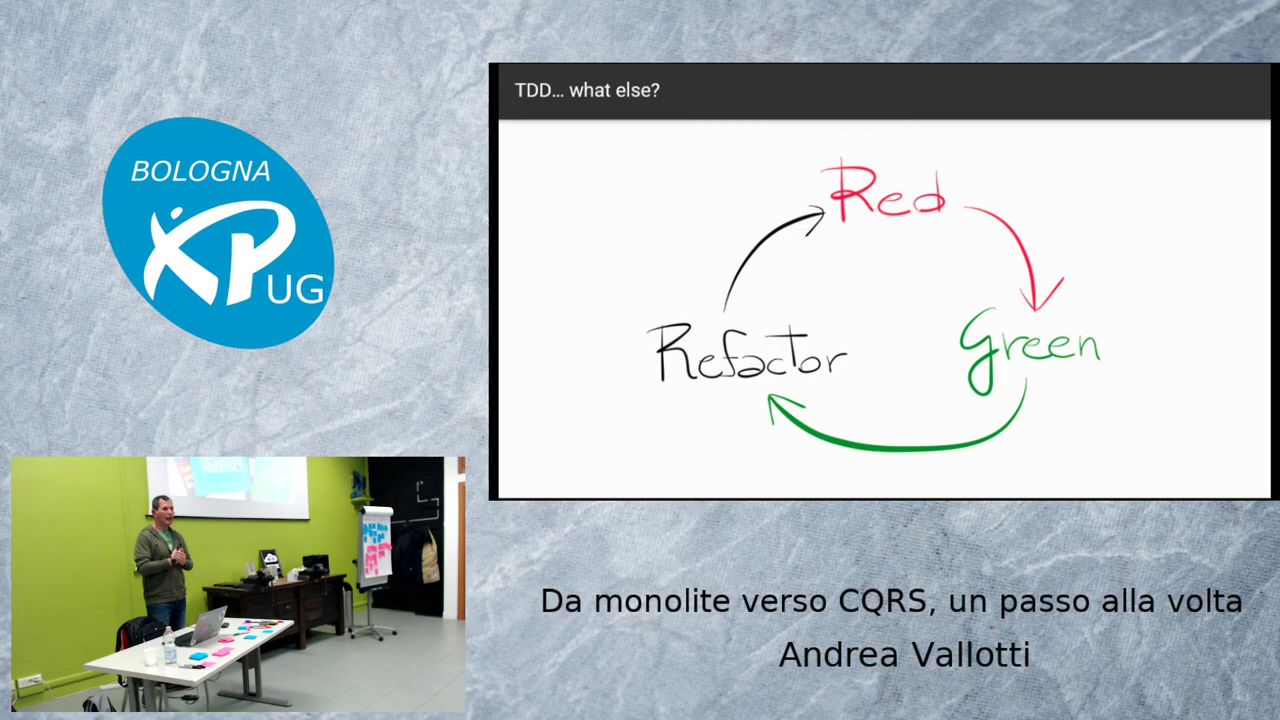 BOLOGNA
XP
UG
TDD... what else?
Red
Green
Refactor
Da monolite verso CQRS, un passo alla volta
Andrea Vallotti